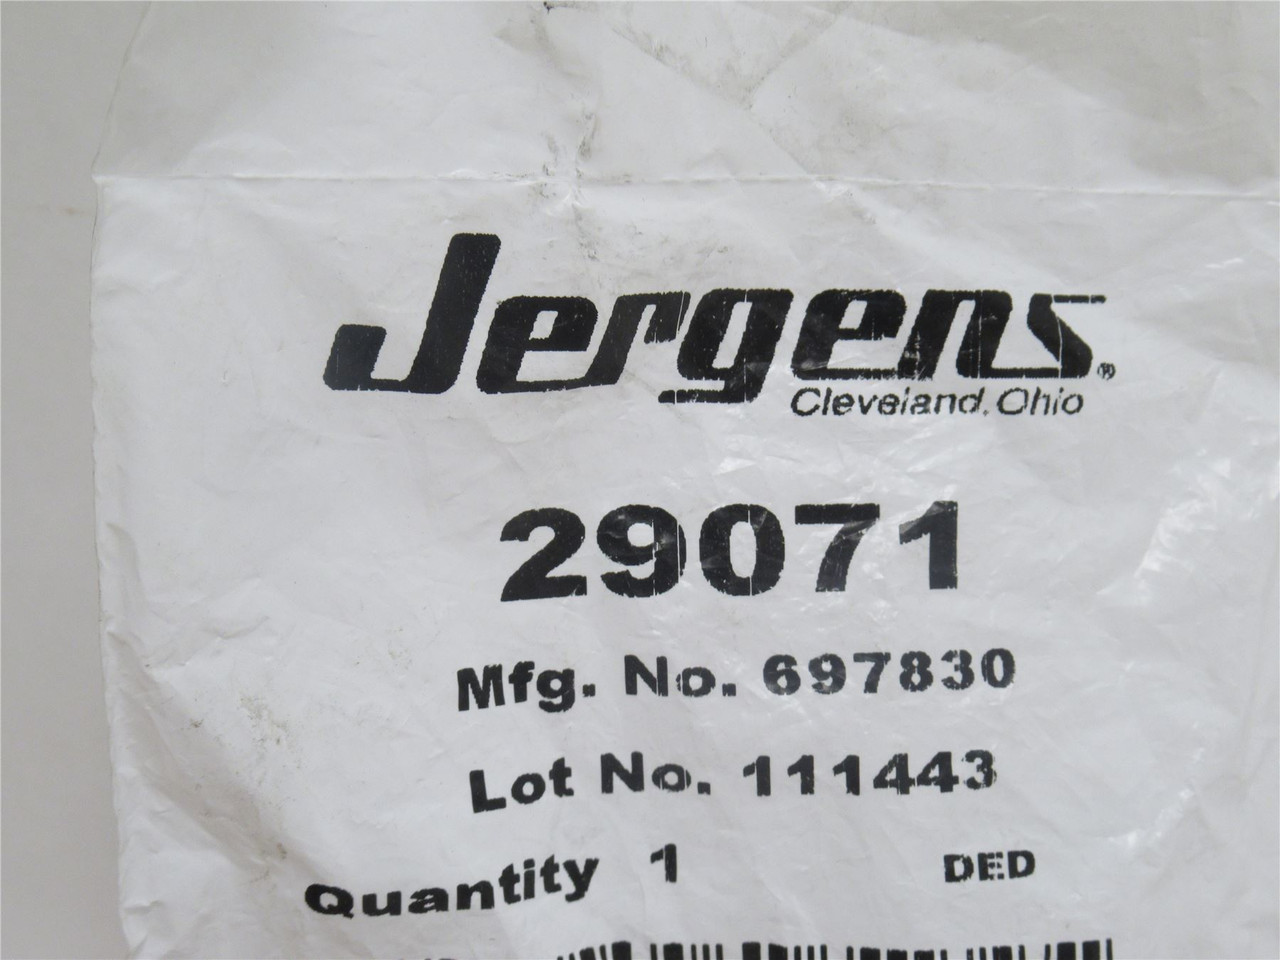 Jergens®
Cleveland, Ohio
29071
Mfg. No. 697830
Lot No. 111443
Quantity 1 DED